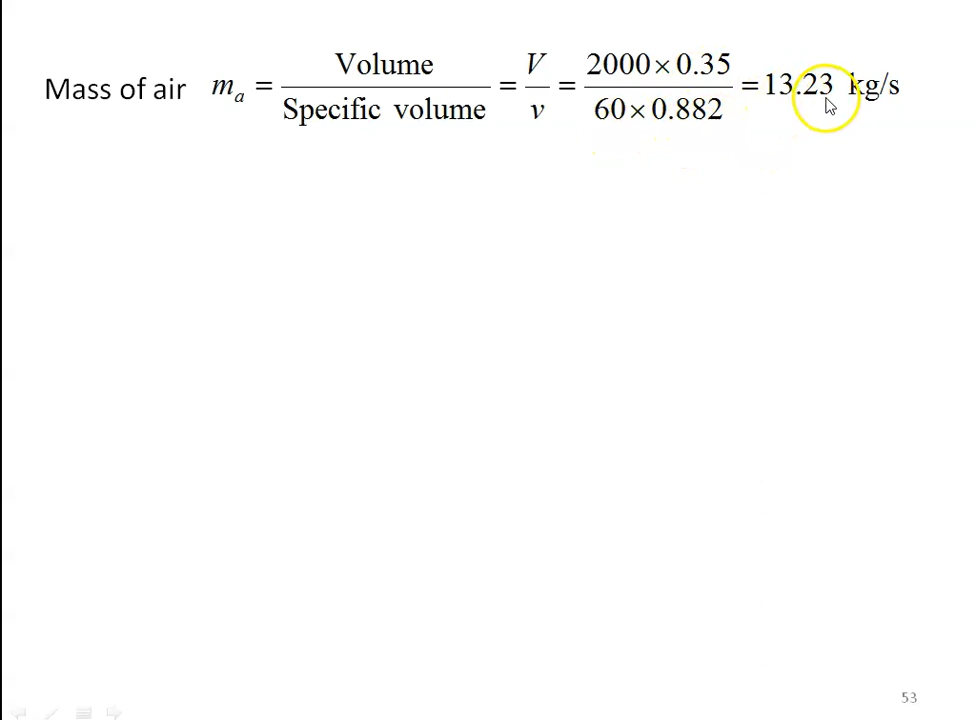 Mass of air m_a = Volume / Specific volume = V / v = 2000 × 0.35 / 60 × 0.882 = 13.23 kg/s
53